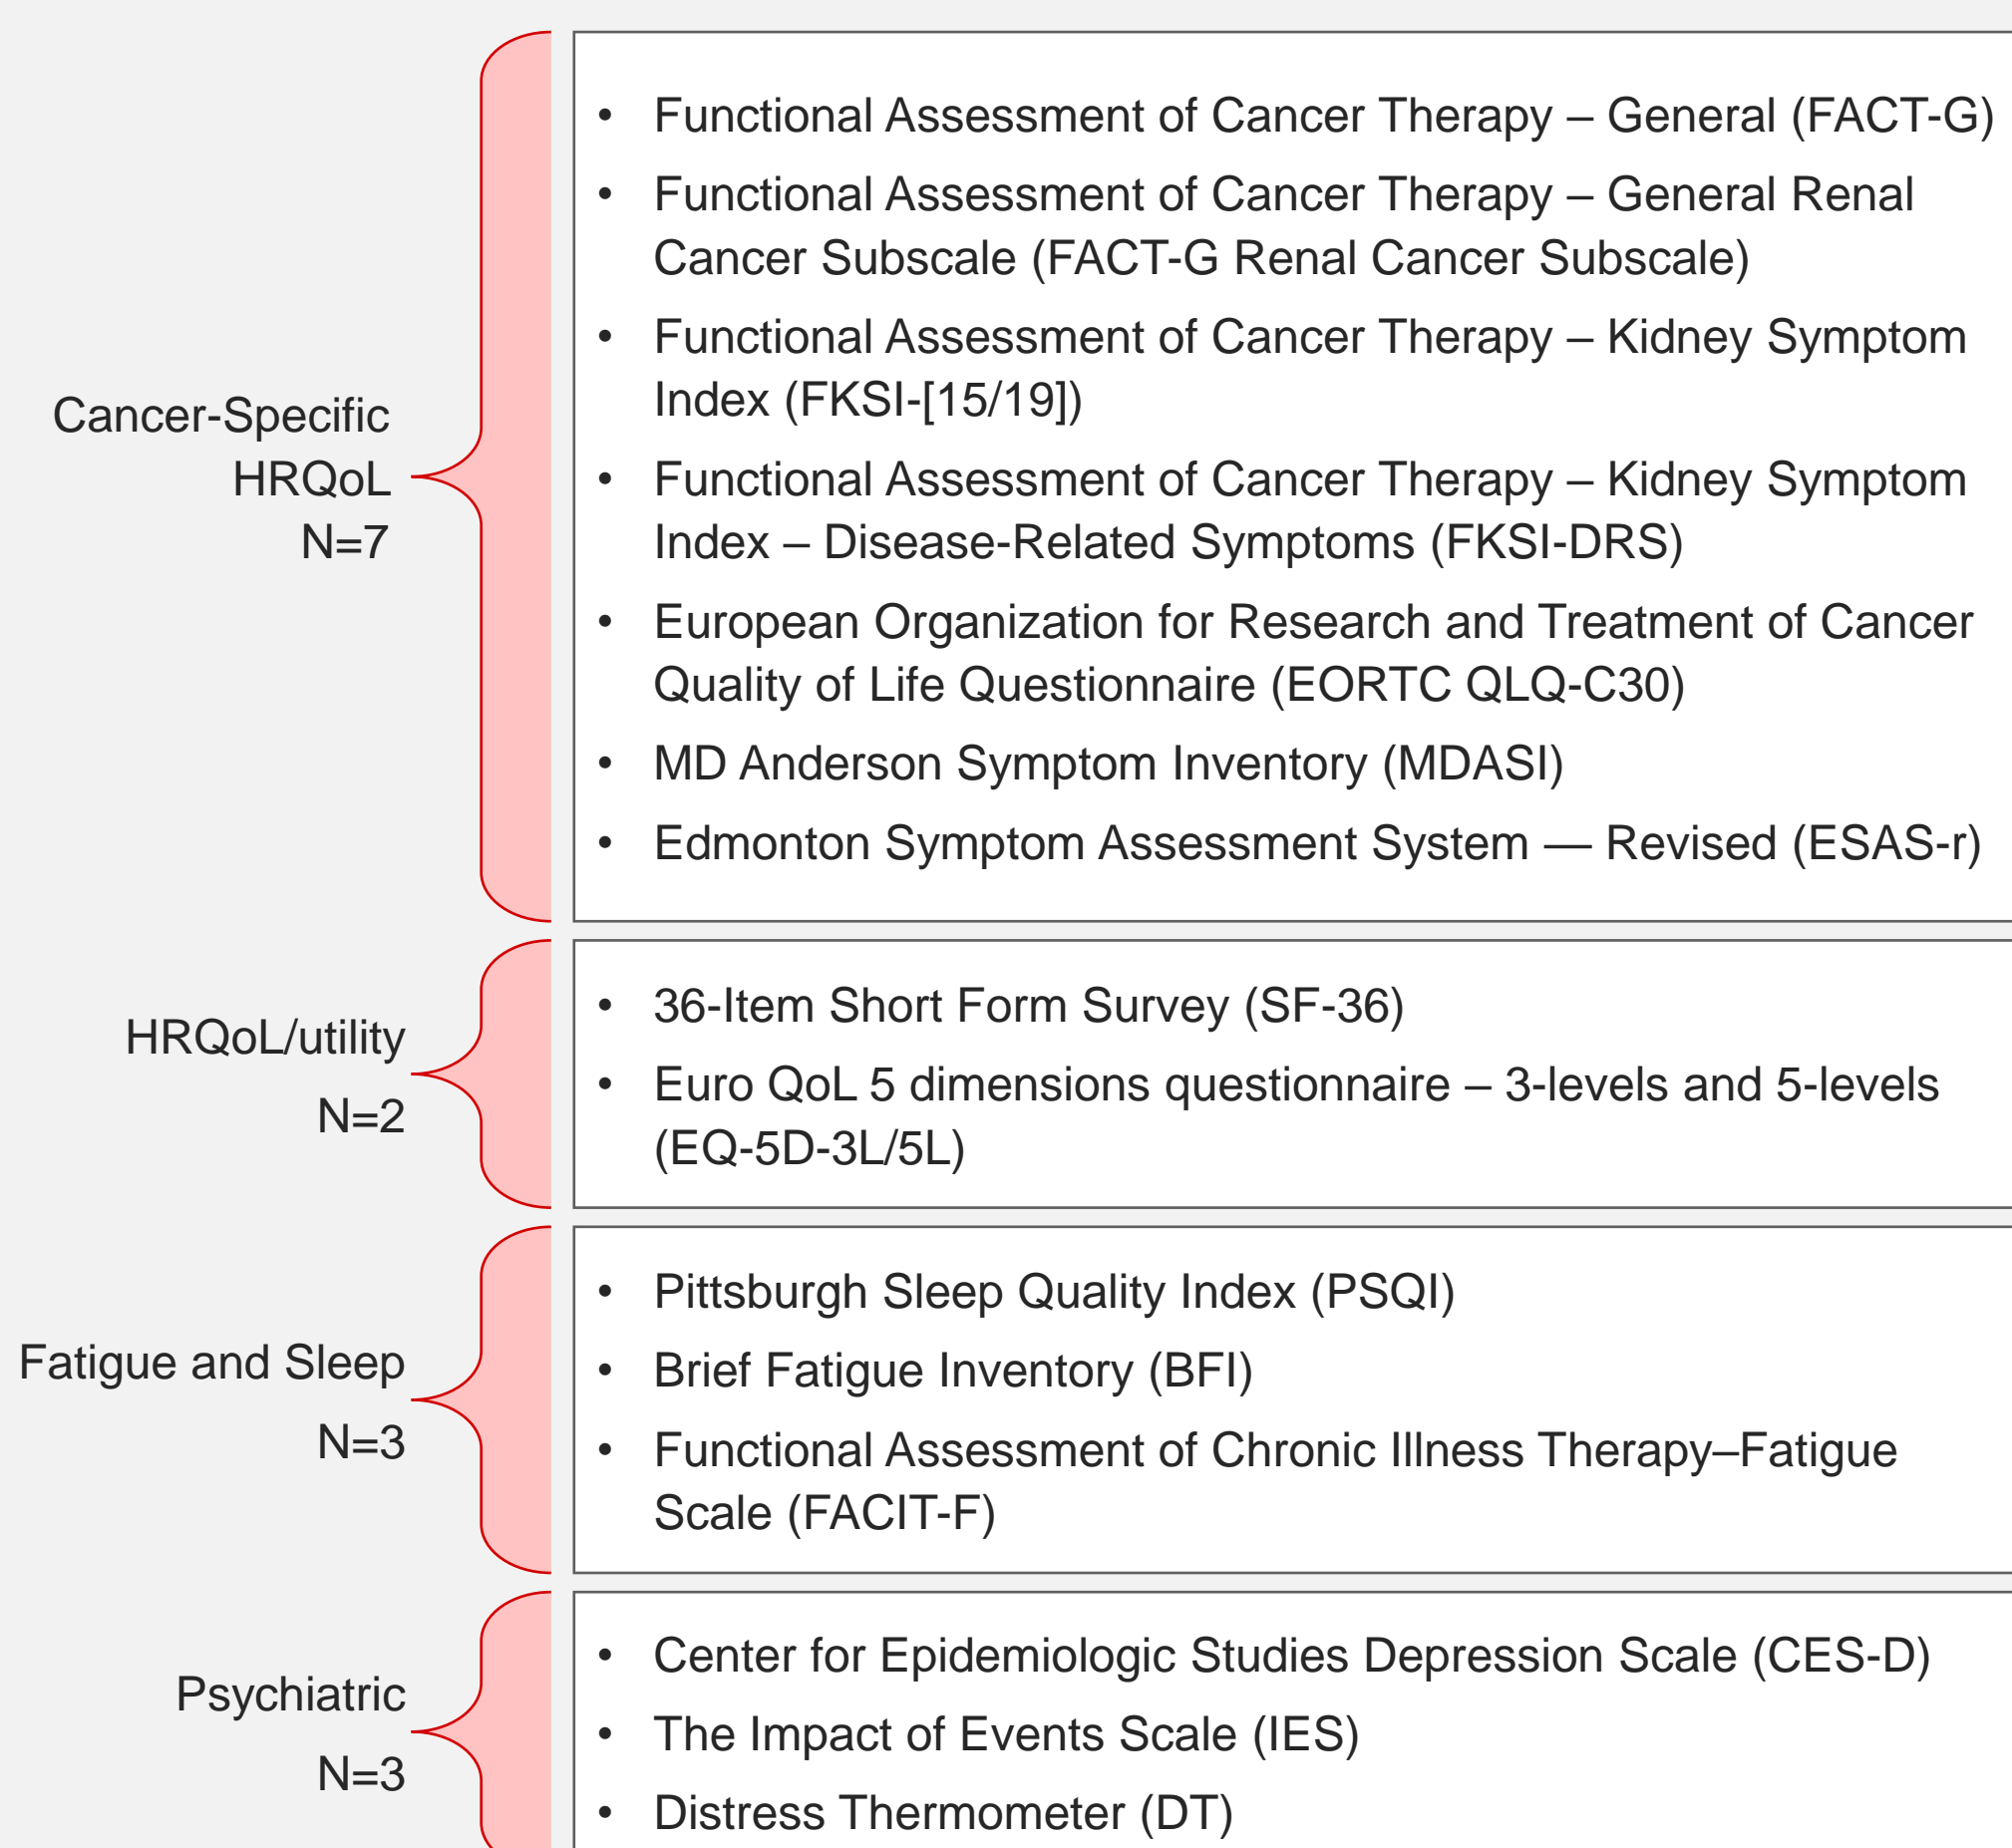 Cancer-Specific
HRQoL
N=7
• Functional Assessment of Cancer Therapy – General (FACT-G)
• Functional Assessment of Cancer Therapy – General Renal
Cancer Subscale (FACT-G Renal Cancer Subscale)
• Functional Assessment of Cancer Therapy – Kidney Symptom
Index (FKSI-[15/19])
• Functional Assessment of Cancer Therapy – Kidney Symptom
Index – Disease-Related Symptoms (FKSI-DRS)
• European Organization for Research and Treatment of Cancer
Quality of Life Questionnaire (EORTC QLQ-C30)
• MD Anderson Symptom Inventory (MDASI)
• Edmonton Symptom Assessment System — Revised (ESAS-r)
HRQoL/utility
N=2
• 36-Item Short Form Survey (SF-36)
• Euro QoL 5 dimensions questionnaire – 3-levels and 5-levels
(EQ-5D-3L/5L)
Fatigue and Sleep
N=3
• Pittsburgh Sleep Quality Index (PSQI)
• Brief Fatigue Inventory (BFI)
• Functional Assessment of Chronic Illness Therapy–Fatigue
Scale (FACIT-F)
Psychiatric
N=3
• Center for Epidemiologic Studies Depression Scale (CES-D)
• The Impact of Events Scale (IES)
• Distress Thermometer (DT)